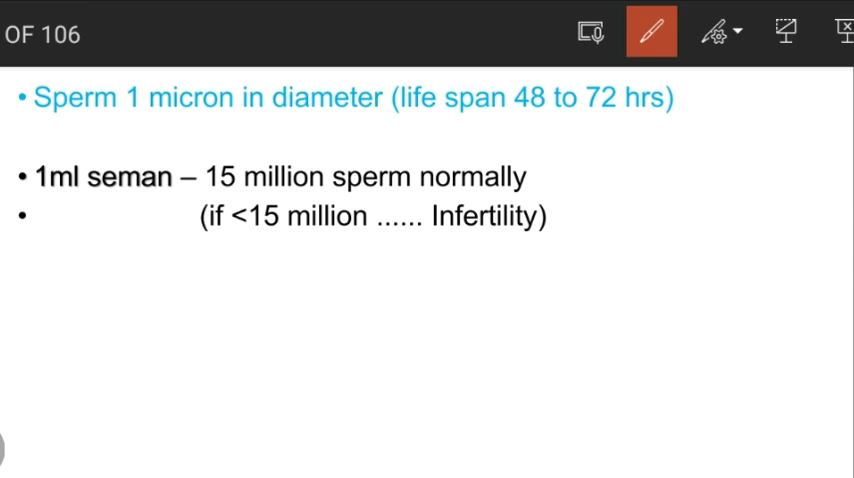 OF 106
• Sperm 1 micron in diameter (life span 48 to 72 hrs)
• 1ml seman – 15 million sperm normally
• (if <15 million ...... Infertility)